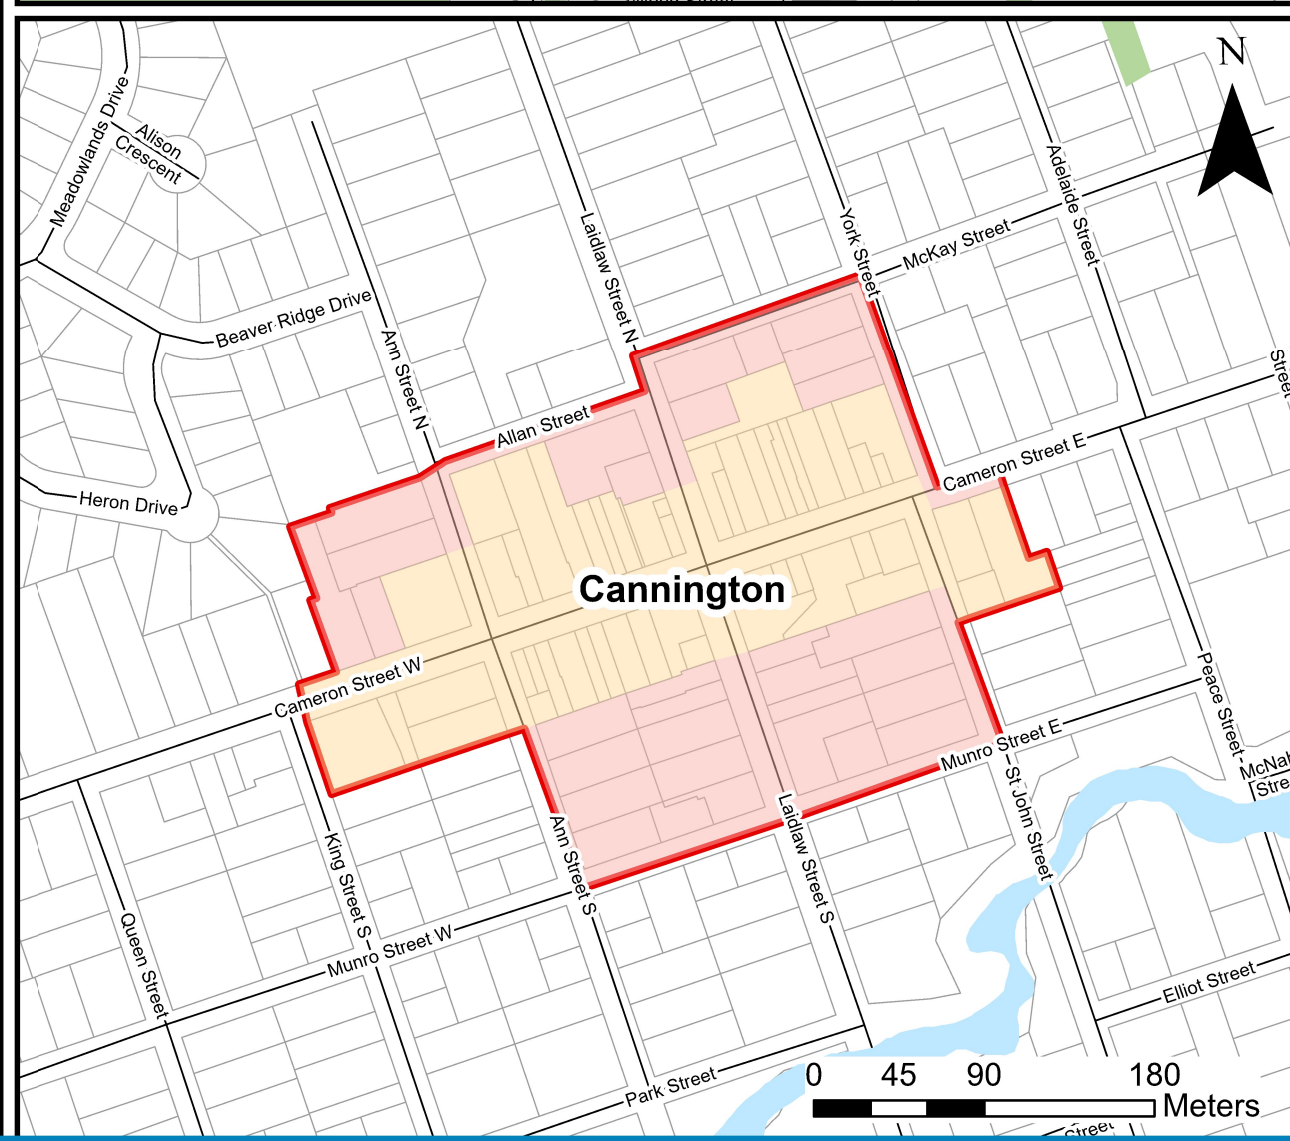 N
Meadowlands Drive
Alison
Crescent
Adelaide Street
Laidlaw Street N
York Street
McKay Street
Beaver Ridge Drive
Ann Street N
Street
Allan Street
Cameron Street E
Heron Drive
Cannington
Cameron Street W
Peace Street
Munro Street E
McNab
Stre
St John Street
Laidlaw Street S
Ann Street S
King Street S
Queen Street
Munro Street W
Elliot Street
Park Street
0 45 90 180
Meters
Street